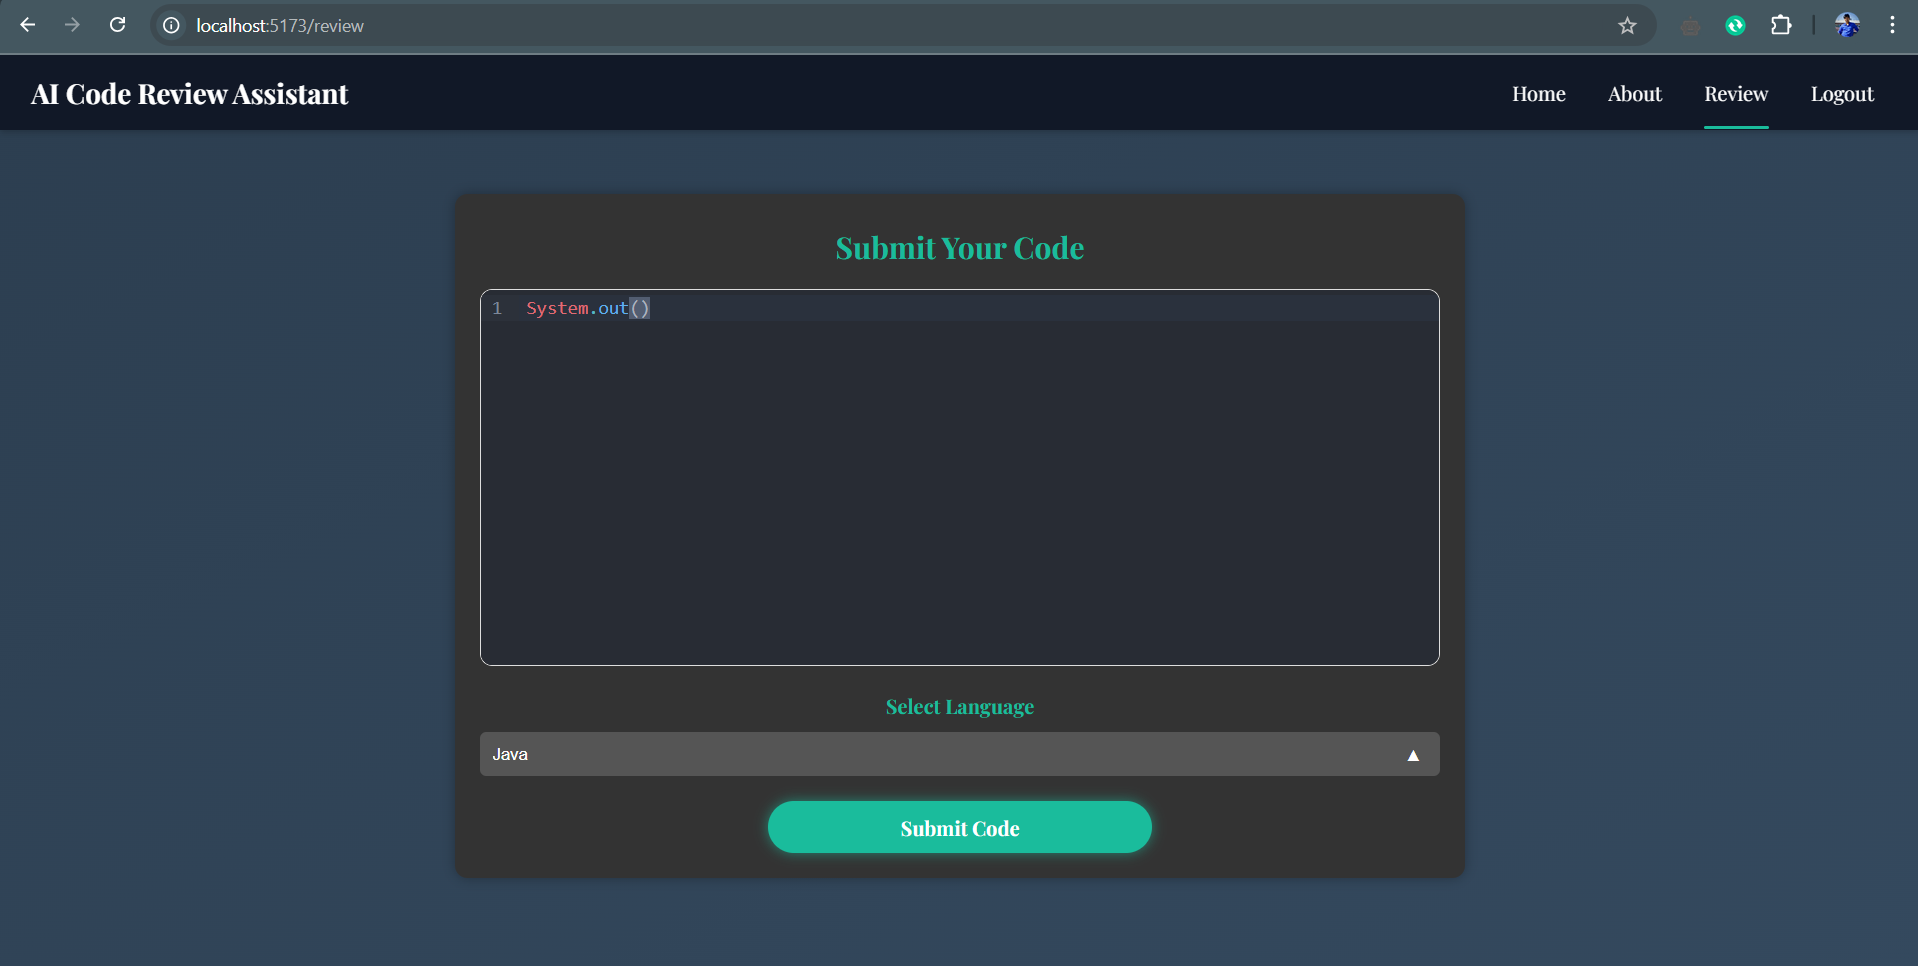 localhost:5173/review
AI Code Review Assistant
Home About Review Logout
Submit Your Code
1 System.out()
Select Language
Java ▲
Submit Code